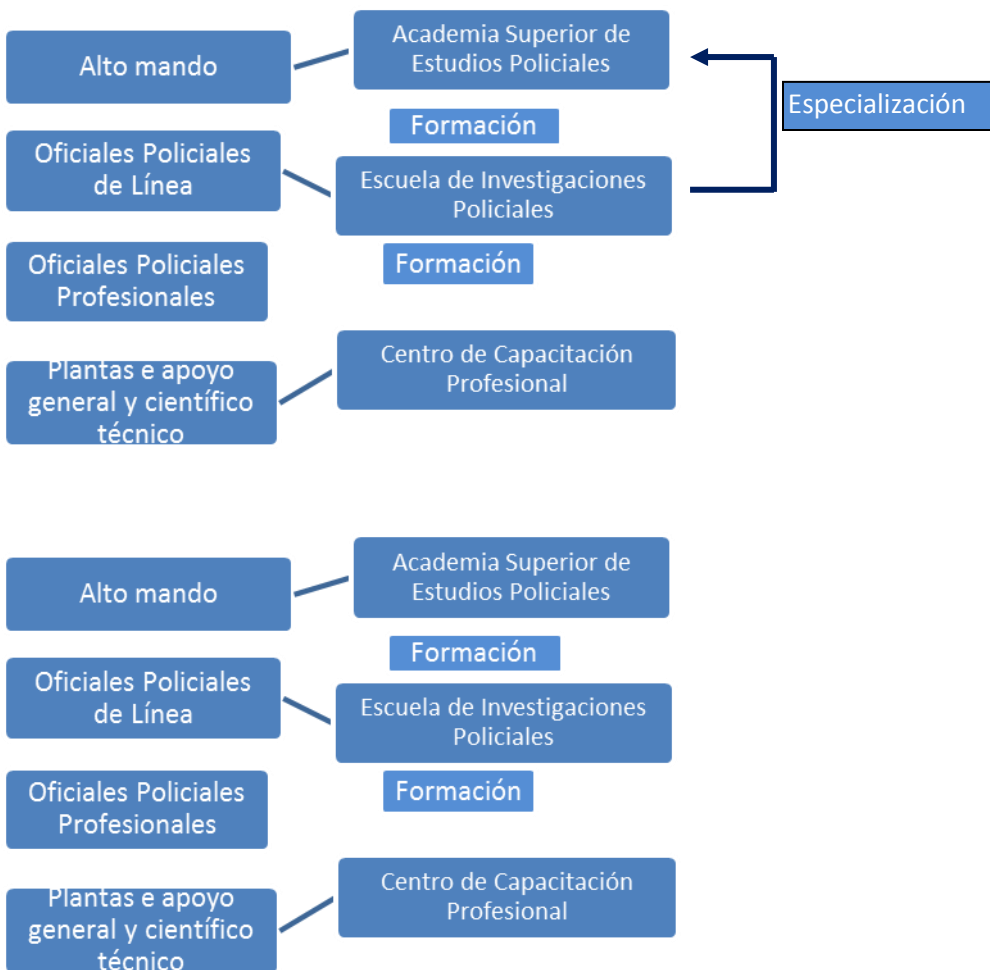 Alto mando
Academia Superior de
Estudios Policiales
Especialización
Formación
Oficiales Policiales
de Línea
Escuela de Investigaciones
Policiales
Formación
Oficiales Policiales
Profesionales
Centro de Capacitación
Profesional
Plantas e apoyo
general y científico
técnico
Alto mando
Academia Superior de
Estudios Policiales
Formación
Oficiales Policiales
de Línea
Escuela de Investigaciones
Policiales
Formación
Oficiales Policiales
Profesionales
Centro de Capacitación
Profesional
Plantas e apoyo
general y científico
técnico